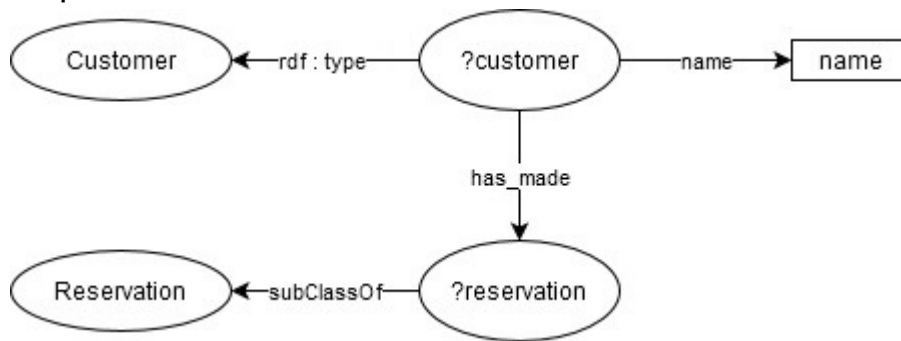 Customer
rdf : type
?customer
name
name
has_made
Reservation
subClassOf
?reservation